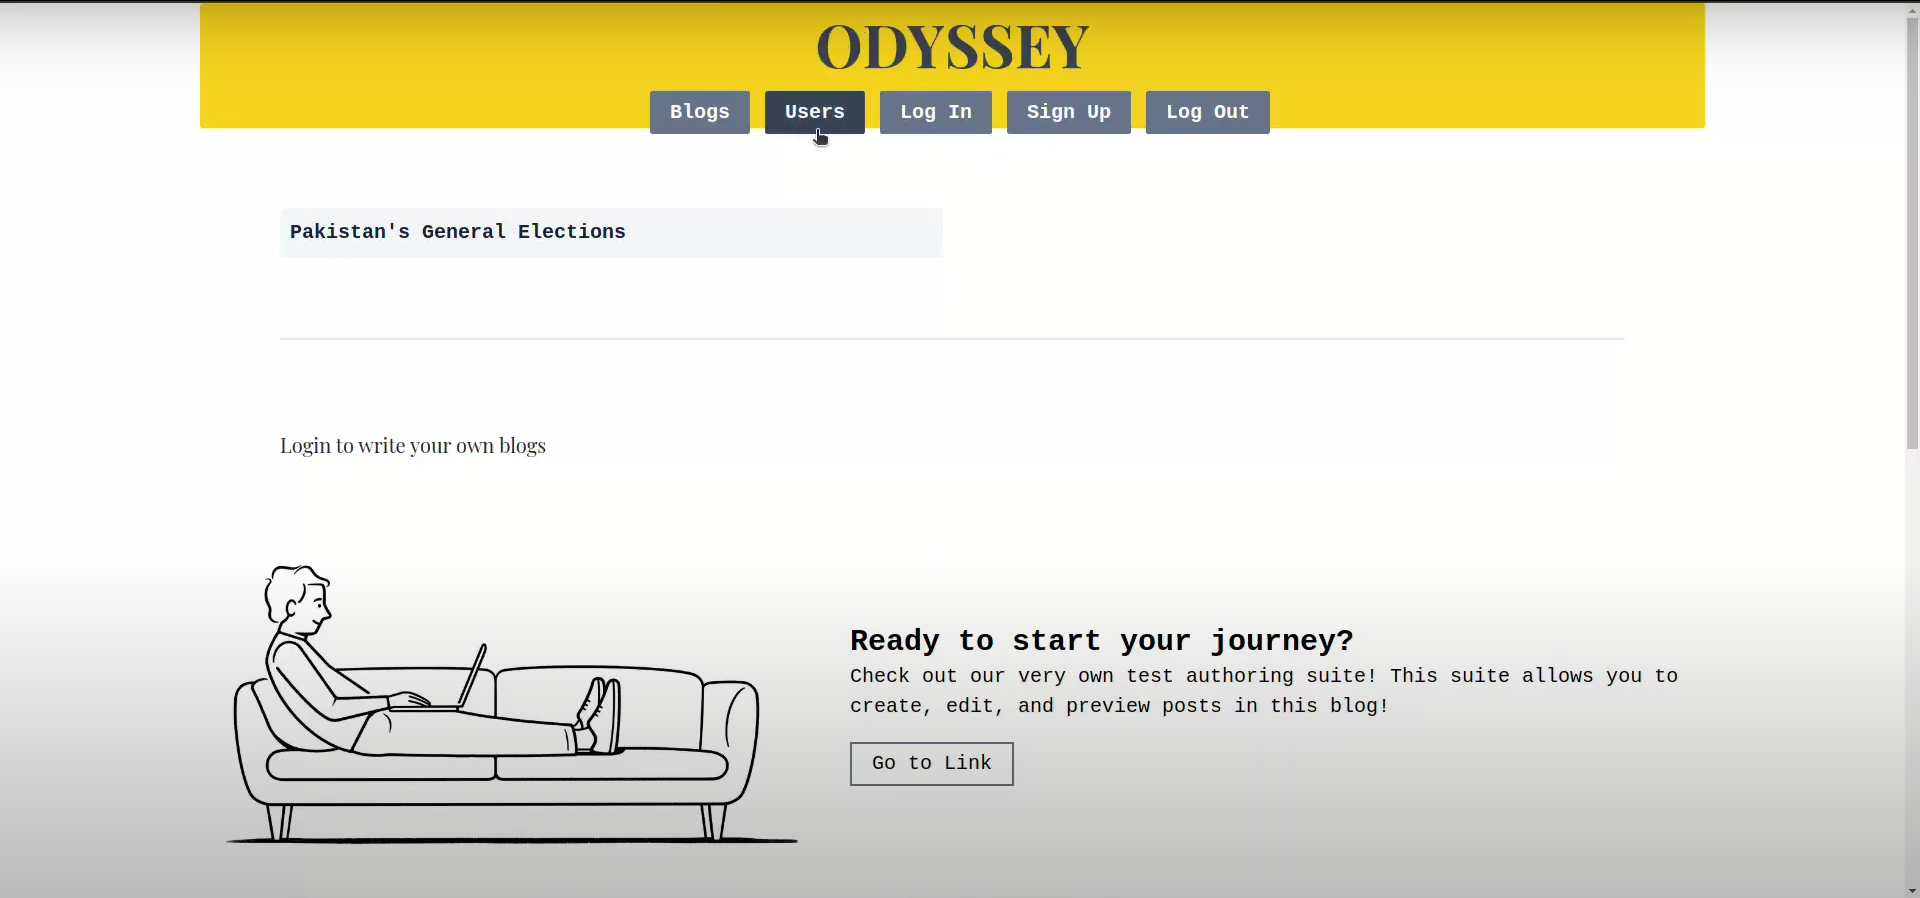 ODYSSEY
Blogs Users Log In Sign Up Log Out
Pakistan's General Elections
Login to write your own blogs
Ready to start your journey?
Check out our very own test authoring suite! This suite allows you to
create, edit, and preview posts in this blog!
Go to Link